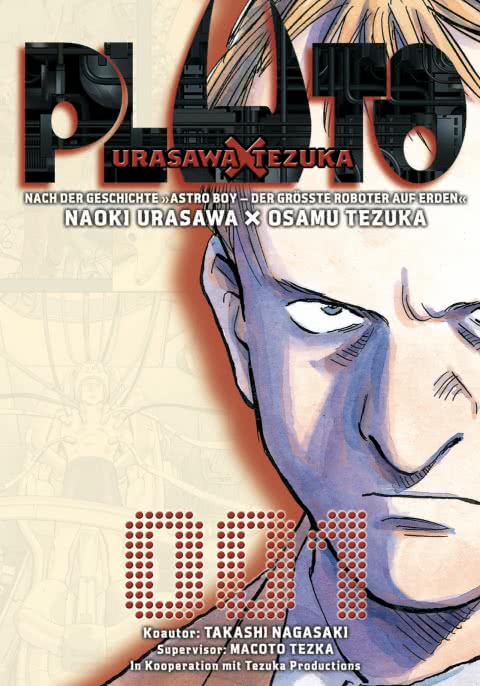 PLUTO
URASAWA×TEZUKA
NACH DER GESCHICHTE »ASTRO BOY – DER GRÖSSTE ROBOTER AUF ERDEN«
NAOKI URASAWA × OSAMU TEZUKA
001
Koautor: TAKASHI NAGASAKI
Supervisor: MACOTO TEZKA
In Kooperation mit Tezuka Productions